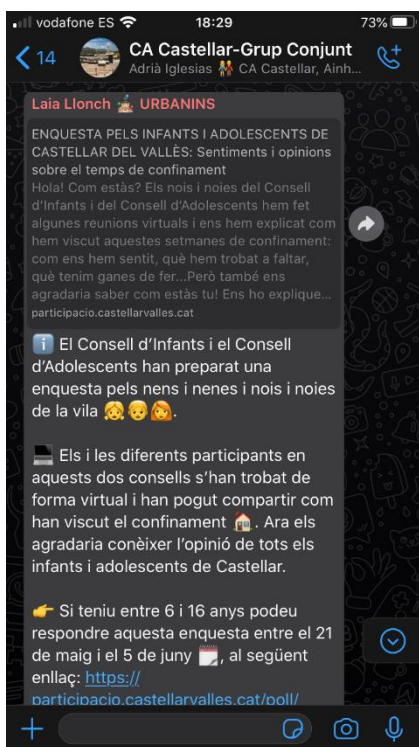 vodafone ES 18:29 73%
14 CA Castellar-Grup Conjunt
Adrià Iglesias 👫 CA Castellar, Ainh...
Laia Llonch URBANINS
ENQUESTA PELS INFANTS I ADOLESCENTS DE
CASTELLAR DEL VALLÈS: Sentiments i opinions
sobre el temps de confinament
Hola! Com estàs? Els nois i noies del Consell
d'Infants i del Consell d'Adolescents hem fet
algunes reunions virtuals i ens hem explicat com
hem viscut aquestes setmanes de confinament:
com ens hem sentit, què hem trobat a faltar,
què tenim ganes de fer...Però també ens
agradaria saber com estàs tu! Ens ho explique...
participacio.castellarvalles.cat
ℹ️ El Consell d'Infants i el Consell
d'Adolescents han preparat una
enquesta pels nens i nenes i nois i noies
de la vila 👧👦👩.
💻 Els i les diferents participants en
aquests dos consells s'han trobat de
forma virtual i han pogut compartir com
han viscut el confinament 🏠. Ara els
agradaria conèixer l'opinió de tots els
infants i adolescents de Castellar.
👉 Si teniu entre 6 i 16 anys podeu
respondre aquesta enquesta entre el 21
de maig i el 5 de juny 🗓️, al següent
enllaç: https://
participacio.castellarvalles.cat/poll/